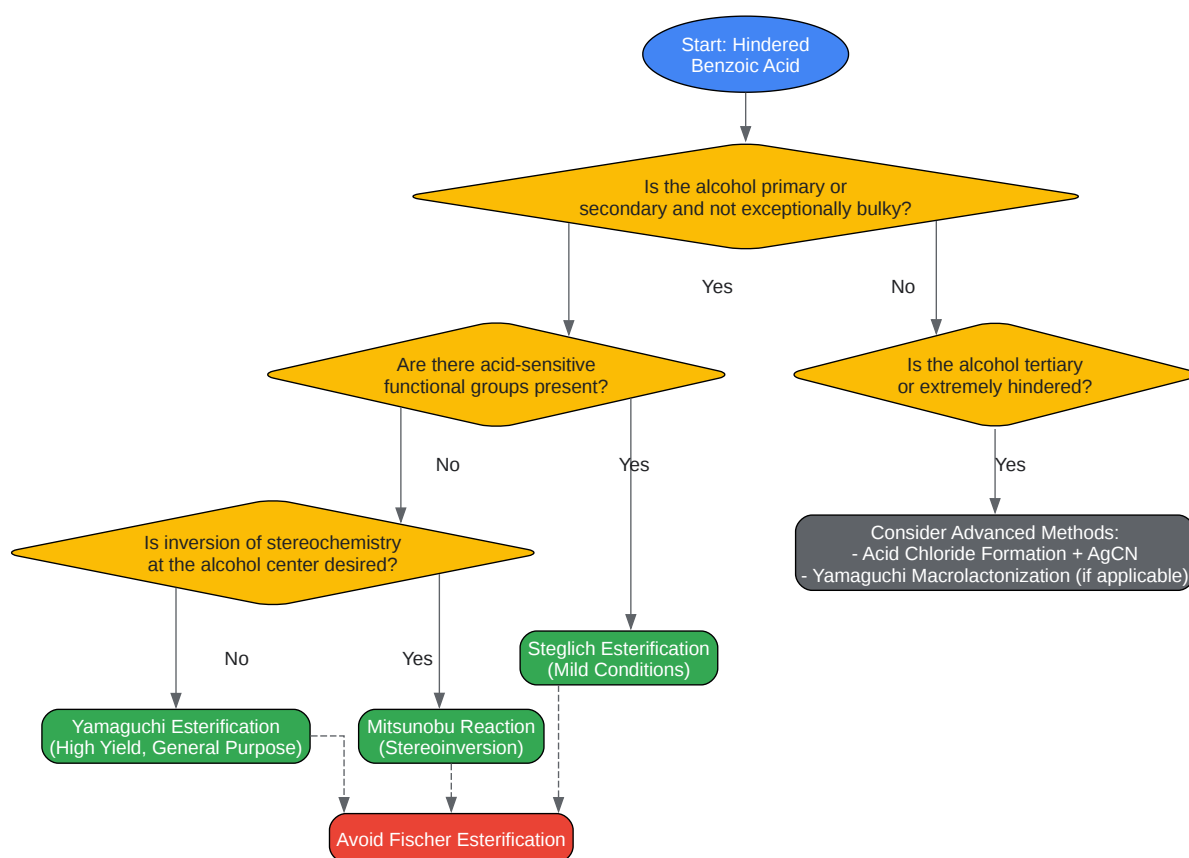 Start: Hindered
Benzoic Acid
Is the alcohol primary or
secondary and not exceptionally bulky?
Yes
No
Are there acid-sensitive
functional groups present?
Is the alcohol tertiary
or extremely hindered?
No
Yes
Yes
Is inversion of stereochemistry
at the alcohol center desired?
Consider Advanced Methods:
- Acid Chloride Formation + AgCN
- Yamaguchi Macrolactonization (if applicable)
No
Yes
Steglich Esterification
(Mild Conditions)
Yamaguchi Esterification
(High Yield, General Purpose)
Mitsunobu Reaction
(Stereoinversion)
Avoid Fischer Esterification